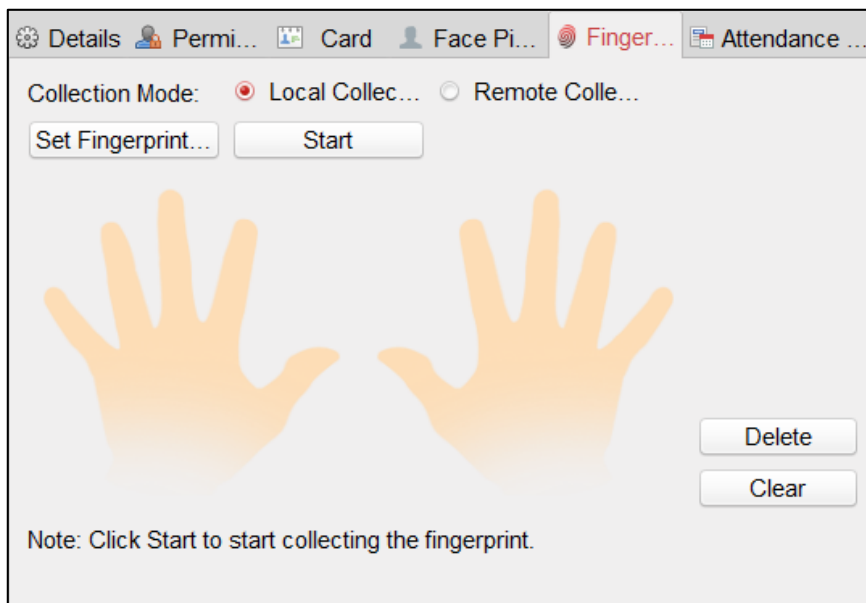 Details Permi... Card Face Pi... Finger... Attendance ...
Collection Mode: Local Collec... Remote Colle...
Set Fingerprint... Start
Delete
Clear
Note: Click Start to start collecting the fingerprint.